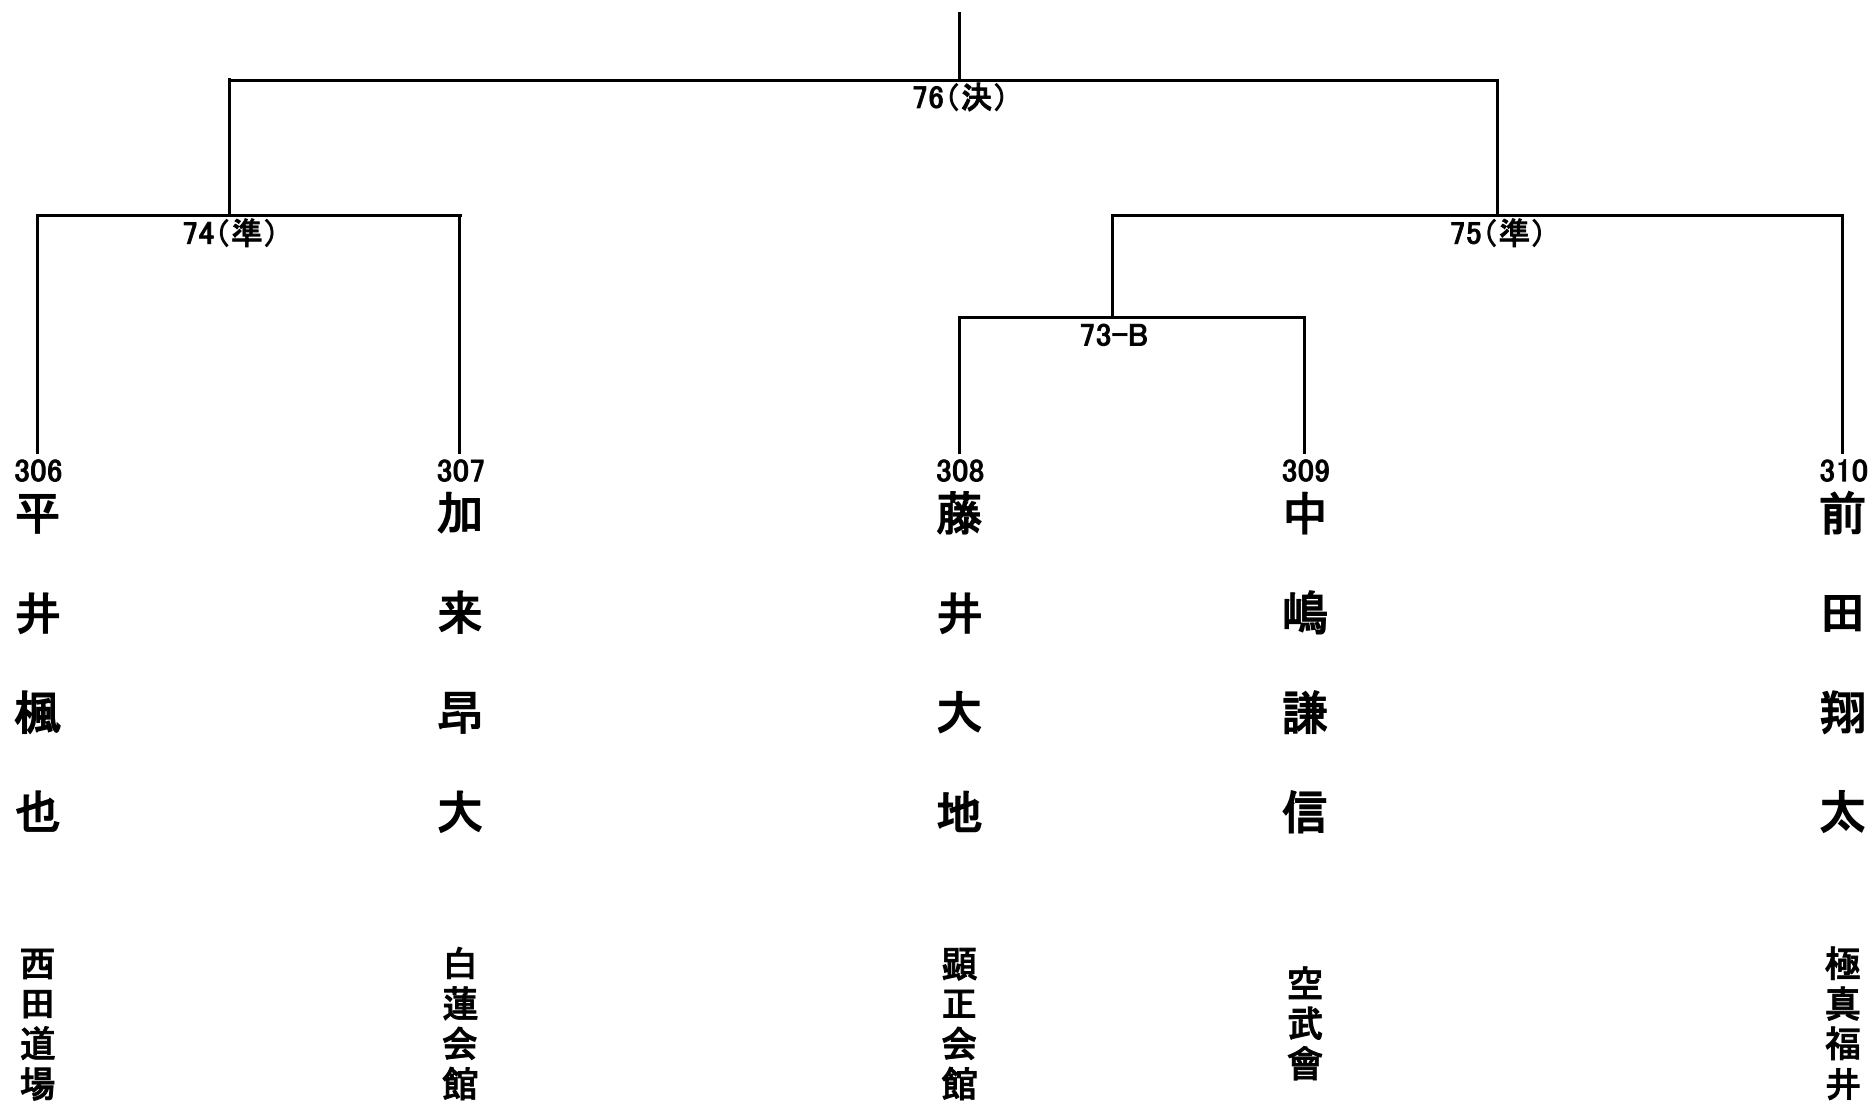 76(決)
74(準)
75(準)
73-B
306
平井楓也
西田道場
307
加来昂大
白蓮会館
308
藤井大地
顕正会館
309
中嶋謙信
空武會
310
前田翔太
極真福井